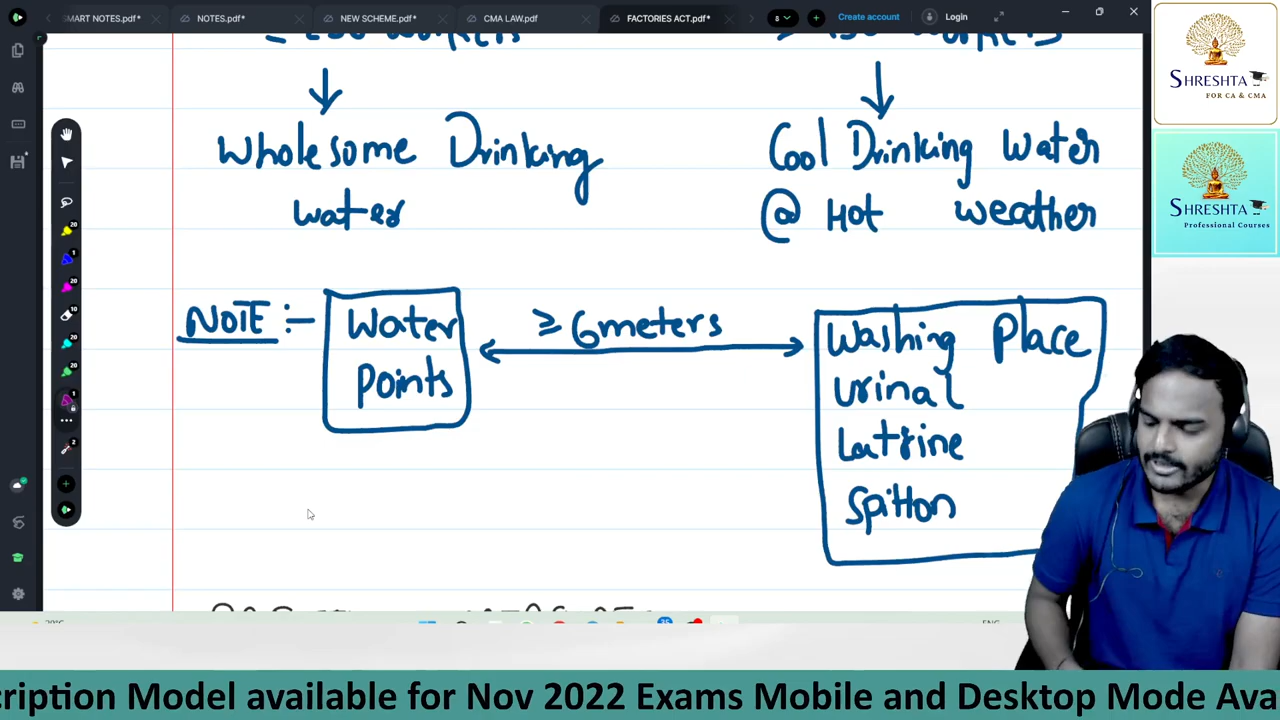 SMART NOTES.pdf*
NOTES.pdf*
NEW SCHEME.pdf*
CMA LAW.pdf
FACTORIES ACT.pdf*
8
Create account
Login
Wholesome Drinking
water
Cool Drinking Water
@ Hot weather
NOTE :-
Water
Points
≥ 6meters
Washing Place
urinal
Latrine
Spitton
SHRESHTA
FOR CA & CMA
SHRESHTA
Professional Courses
ENG
cription Model available for Nov 2022 Exams Mobile and Desktop Mode Ava